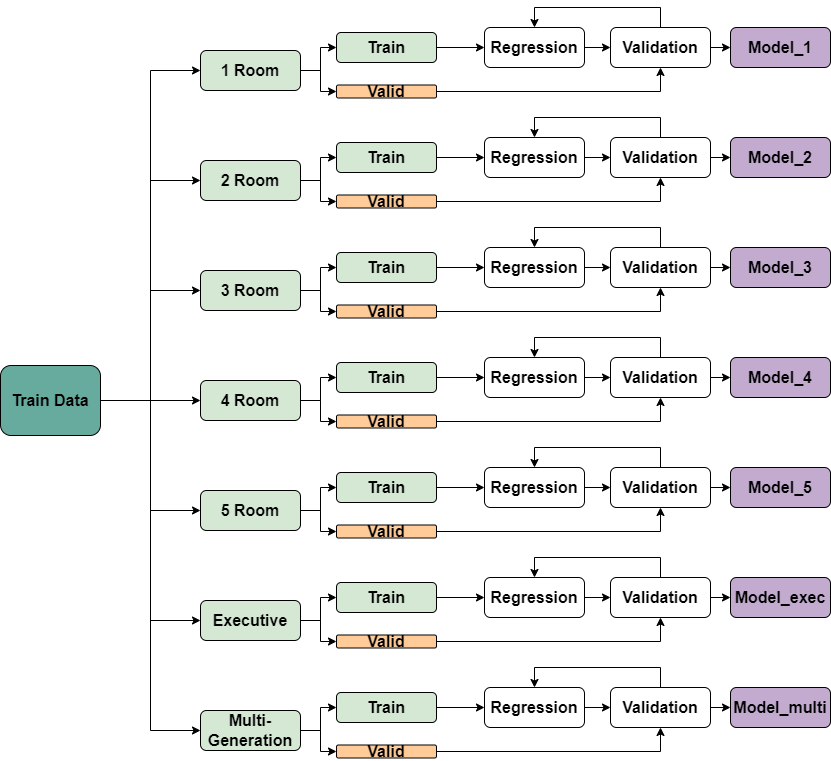 Train
Regression
Validation
Model_1
1 Room
Valid
Train
Regression
Validation
Model_2
2 Room
Valid
Train
Regression
Validation
Model_3
3 Room
Valid
Train Data
Train
Regression
Validation
Model_4
4 Room
Valid
Train
Regression
Validation
Model_5
5 Room
Valid
Train
Regression
Validation
Model_exec
Executive
Valid
Train
Regression
Validation
Model_multi
Multi-
Generation
Valid